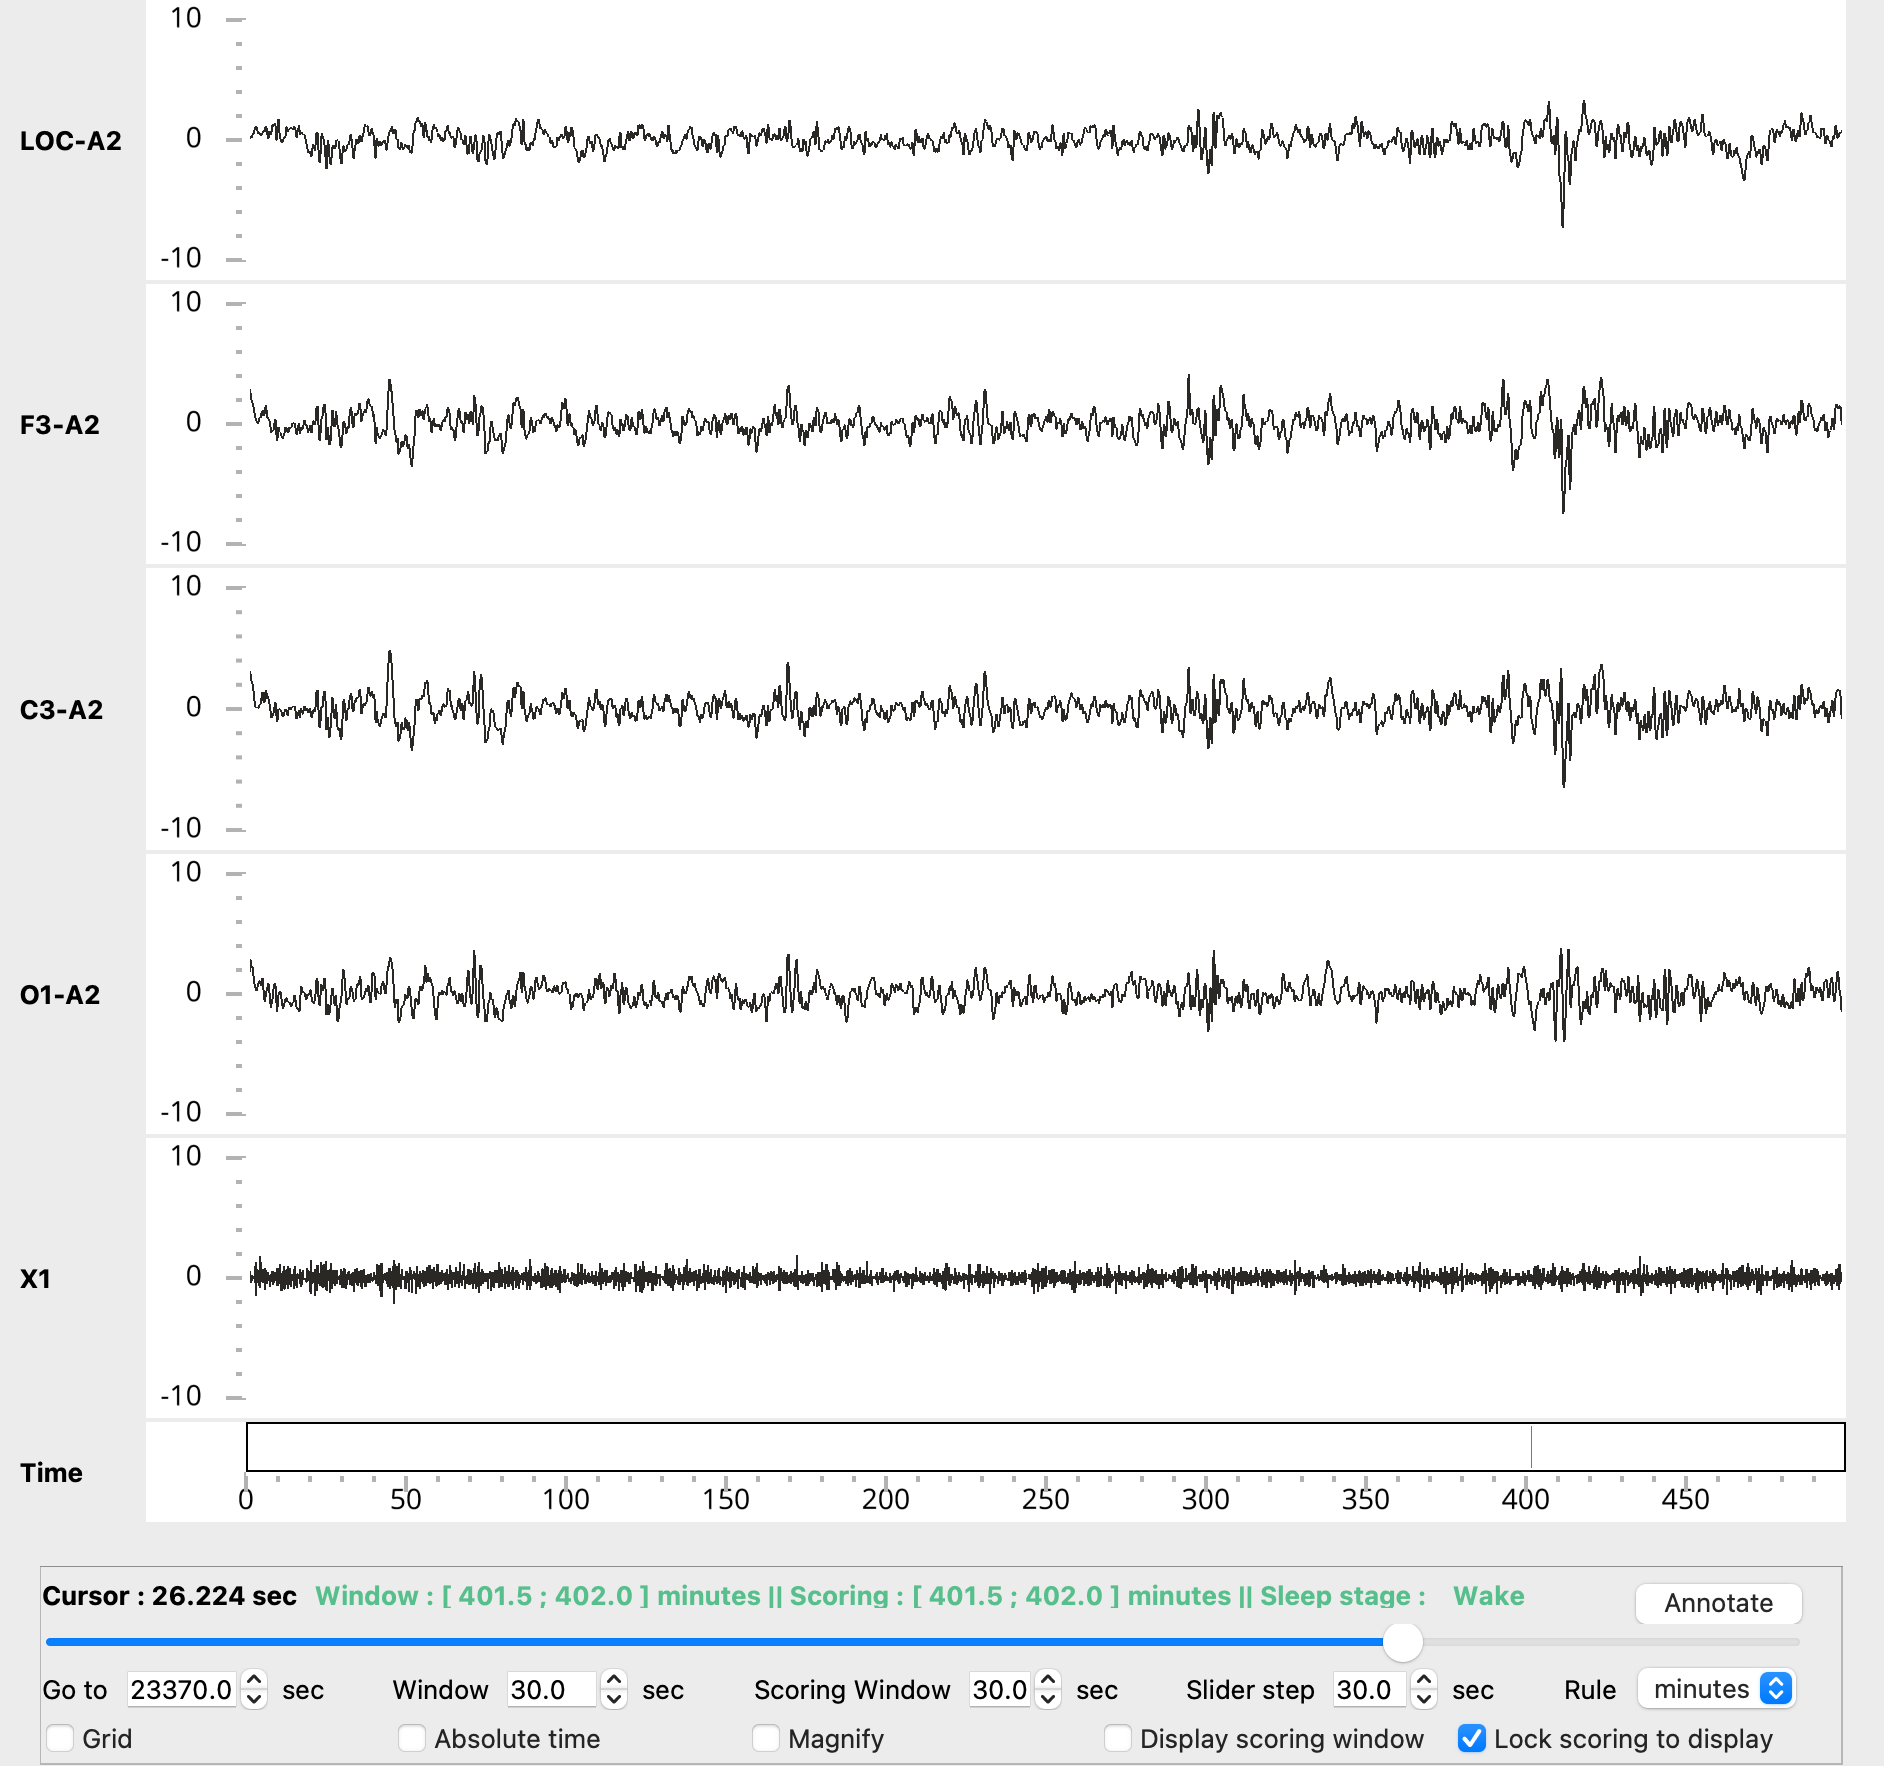 10
LOC-A2 0
-10
10
F3-A2 0
-10
10
C3-A2 0
-10
10
O1-A2 0
-10
10
X1 0
-10
Time
0 50 100 150 200 250 300 350 400 450
Cursor : 26.224 sec Window : [ 401.5 ; 402.0 ] minutes || Scoring : [ 401.5 ; 402.0 ] minutes || Sleep stage : Wake Annotate
Go to 23370.0 sec Window 30.0 sec Scoring Window 30.0 sec Slider step 30.0 sec Rule minutes
Grid Absolute time Magnify Display scoring window Lock scoring to display